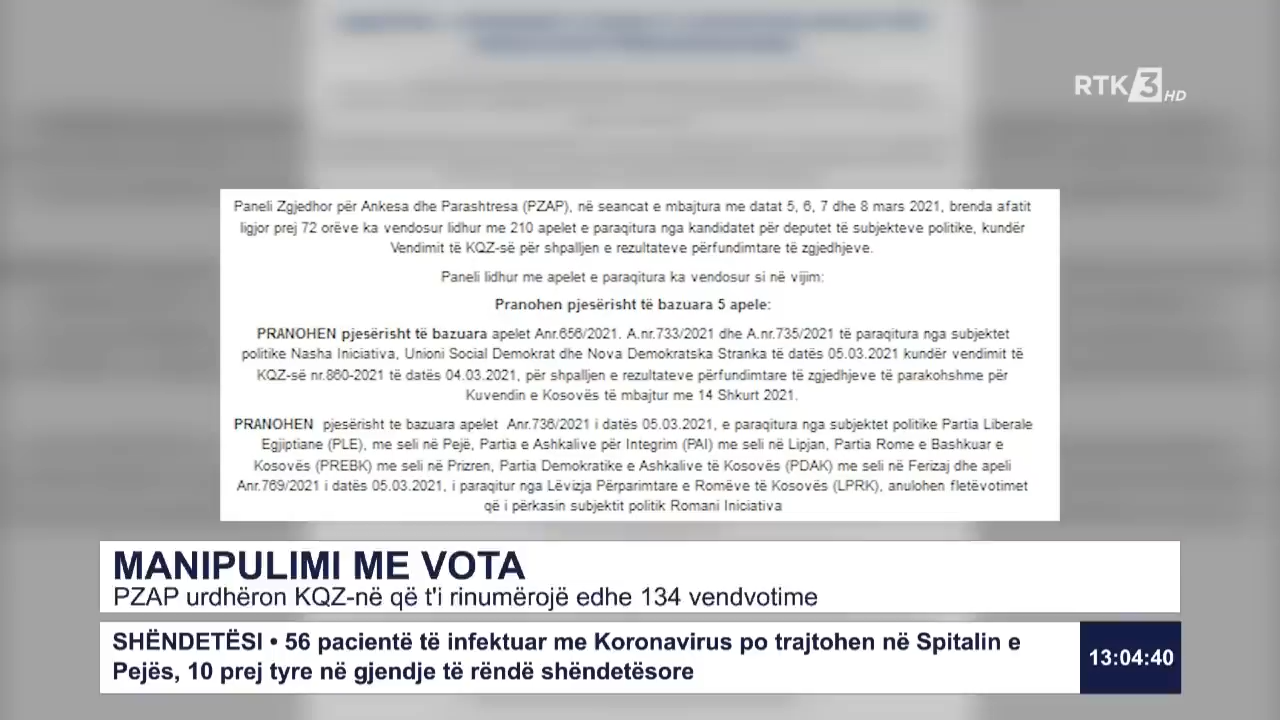 RTK 3 HD
Paneli Zgjedhor për Ankesa dhe Parashtresa (PZAP), në seancat e mbajtura me datat 5, 6, 7 dhe 8 mars 2021, brenda afatit
ligjor prej 72 orëve ka vendosur lidhur me 210 apelet e paraqitura nga kandidatet për deputet të subjekteve politike, kundër
Vendimit të KQZ-së për shpalljen e rezultateve përfundimtare të zgjedhjeve.
Paneli lidhur me apelet e paraqitura ka vendosur si në vijim:
Pranohen pjesërisht të bazuara 5 apele:
PRANOHEN pjesërisht të bazuara apelet Anr.656/2021. A.nr.733/2021 dhe A.nr.735/2021 të paraqitura nga subjektet
politike Nasha Iniciativa, Unioni Social Demokrat dhe Nova Demokratska Stranka të datës 05.03.2021 kundër vendimit të
KQZ-së nr.860-2021 të datës 04.03.2021, për shpalljen e rezultateve përfundimtare të zgjedhjeve të parakohshme për
Kuvendin e Kosovës të mbajtur me 14 Shkurt 2021.
PRANOHEN pjesërisht te bazuara apelet Anr.736/2021 i datës 05.03.2021, e paraqitura nga subjektet politike Partia Liberale
Egjiptiane (PLE), me seli në Pejë, Partia e Ashkalive për Integrim (PAI) me seli në Lipjan, Partia Rome e Bashkuar e
Kosovës (PREBK) me seli në Prizren, Partia Demokratike e Ashkalive të Kosovës (PDAK) me seli në Ferizaj dhe apeli
Anr.769/2021 i datës 05.03.2021, i paraqitur nga Lëvizja Përparimtare e Romëve të Kosovës (LPRK), anulohen fletëvotimet
që i përkasin subjektit politik Romani Iniciativa
MANIPULIMI ME VOTA
PZAP urdhëron KQZ-në që t'i rinumërojë edhe 134 vendvotime
SHËNDETËSI • 56 pacientë të infektuar me Koronavirus po trajtohen në Spitalin e
Pejës, 10 prej tyre në gjendje të rëndë shëndetësore
13:04:40